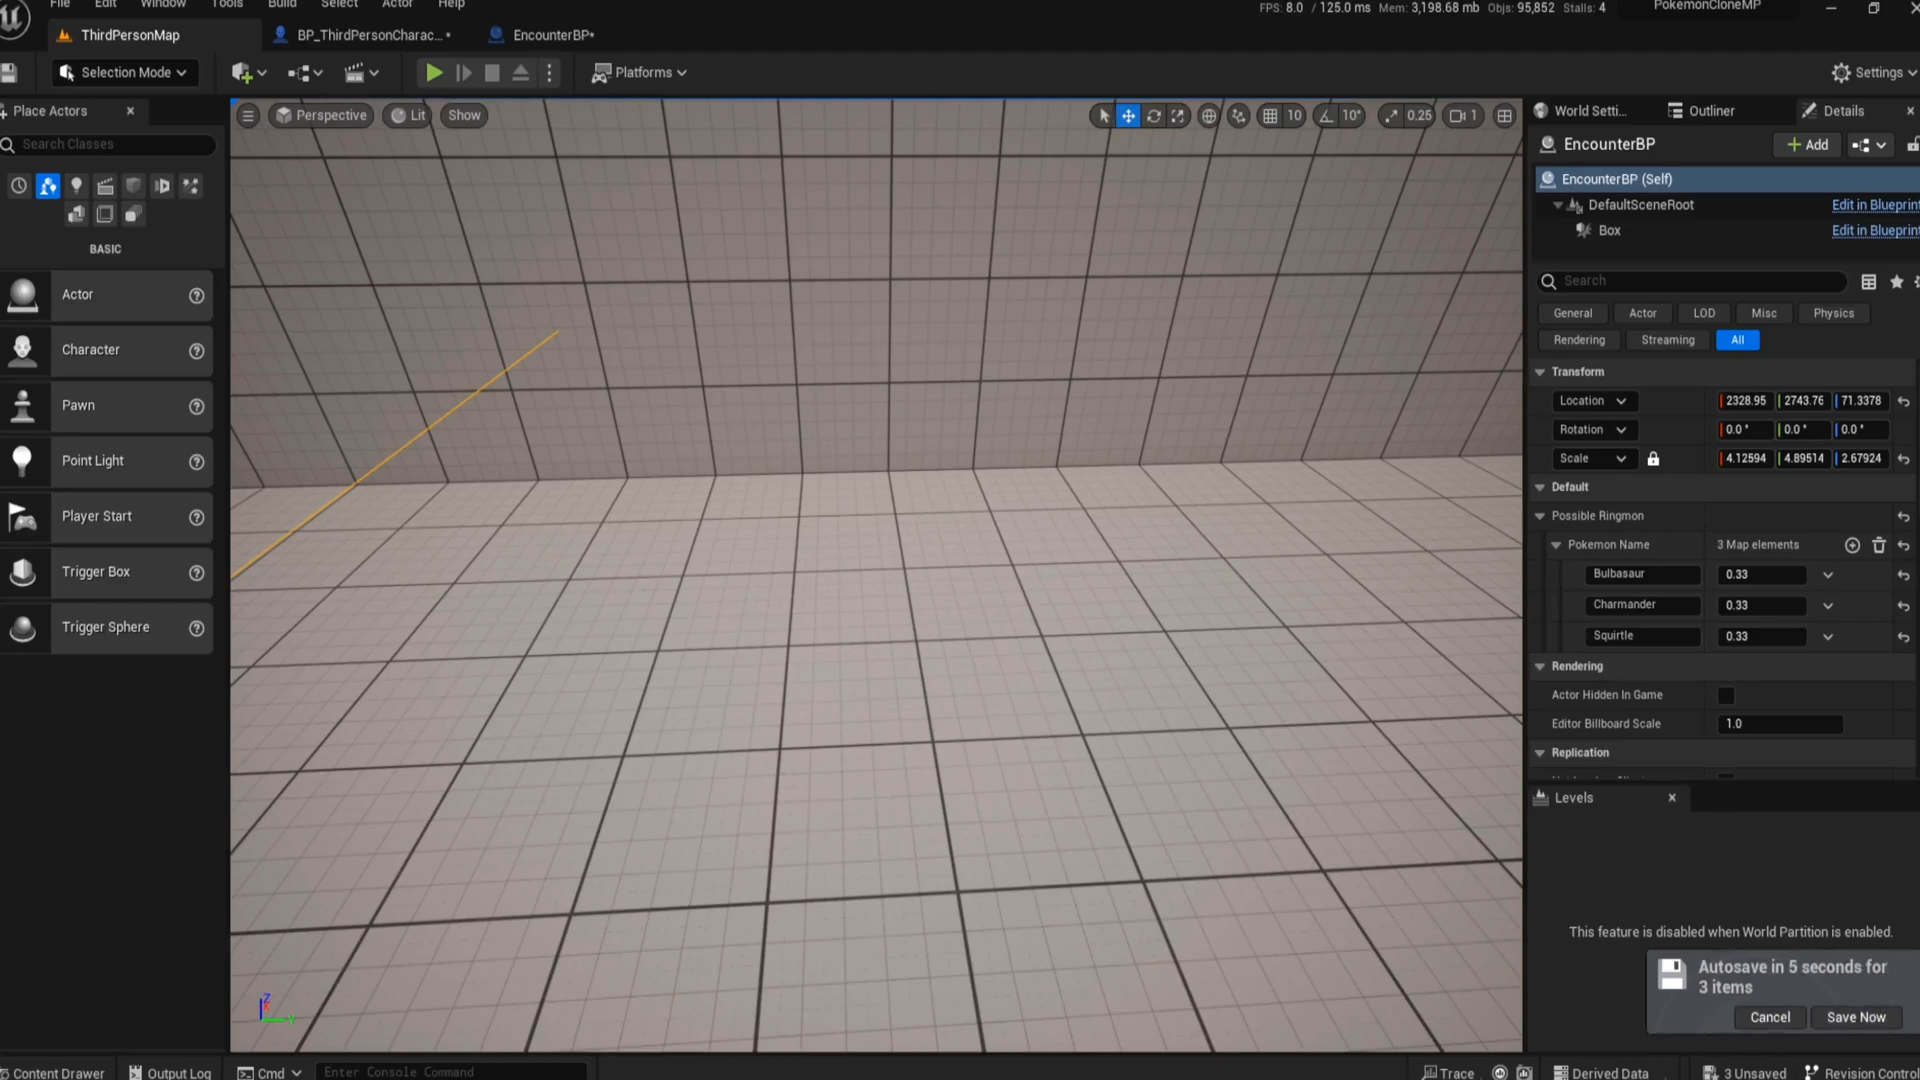 File Edit Window Tools Build Select Actor Help
FPS: 8.0 / 125.0 ms Mem: 3,198.68 mb Objs: 95,852 Stalls: 4
PokemonCloneMP
ThirdPersonMap
BP_ThirdPersonCharac...*
EncounterBP*
Selection Mode
Platforms
Settings
Place Actors
Search Classes
BASIC
Actor
Character
Pawn
Point Light
Player Start
Trigger Box
Trigger Sphere
Perspective
Lit
Show
10
10°
0.25
1
World Setti...
Outliner
Details
EncounterBP
Add
EncounterBP (Self)
DefaultSceneRoot Edit in Blueprint
Box Edit in Blueprint
Search
General Actor LOD Misc Physics
Rendering Streaming All
Transform
Location 2328.95 2743.76 71.3378
Rotation 0.0° 0.0° 0.0°
Scale 4.12594 4.89514 2.67924
Default
Possible Ringmon
Pokemon Name 3 Map elements
Bulbasaur 0.33
Charmander 0.33
Squirtle 0.33
Rendering
Actor Hidden In Game
Editor Billboard Scale 1.0
Replication
Levels
This feature is disabled when World Partition is enabled.
Autosave in 5 seconds for
3 items
Cancel Save Now
Z
Y
Content Drawer
Output Log
Cmd
Enter Console Command
Trace
Derived Data
3 Unsaved
Revision Control